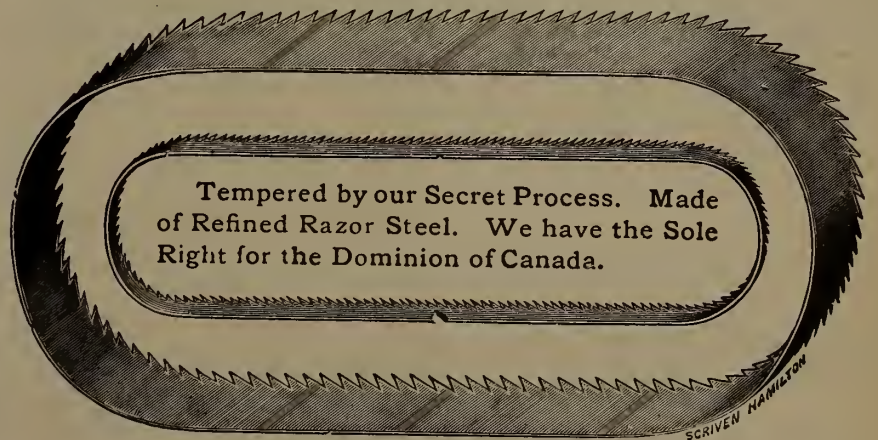 Tempered by our Secret Process. Made
of Refined Razor Steel. We have the Sole
Right for the Dominion of Canada.
SCRIVEN HAMILTON